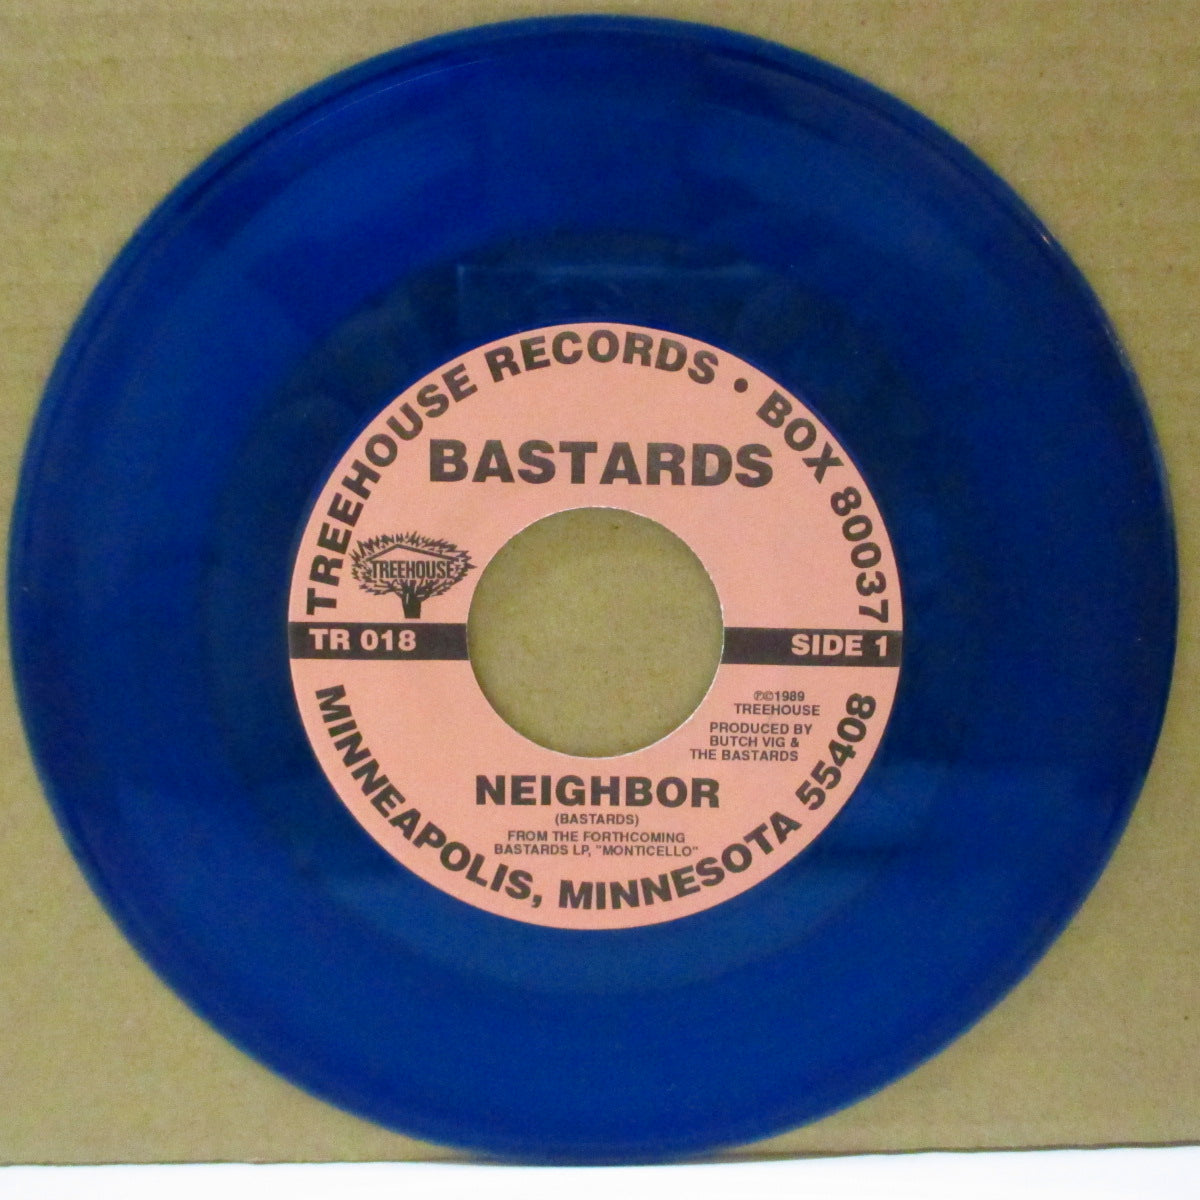 TREEHOUSE RECORDS • BOX 80037
BASTARDS
TREEHOUSE
TR 018
SIDE 1
℗©1989
TREEHOUSE
PRODUCED BY
BUTCH VIG &
THE BASTARDS
NEIGHBOR
(BASTARDS)
FROM THE FORTHCOMING
BASTARDS LP, "MONTICELLO"
MINNEAPOLIS, MINNESOTA 55408